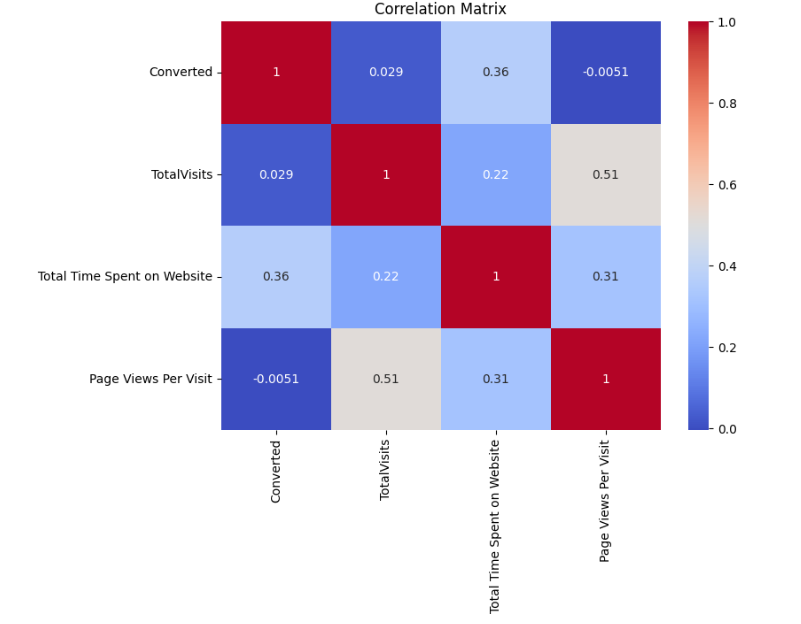 Correlation Matrix
Converted
1
0.029
0.36
-0.0051
TotalVisits
0.029
1
0.22
0.51
Total Time Spent on Website
0.36
0.22
1
0.31
Page Views Per Visit
-0.0051
0.51
0.31
1
Converted
TotalVisits
Total Time Spent on Website
Page Views Per Visit
1.0
0.8
0.6
0.4
0.2
0.0